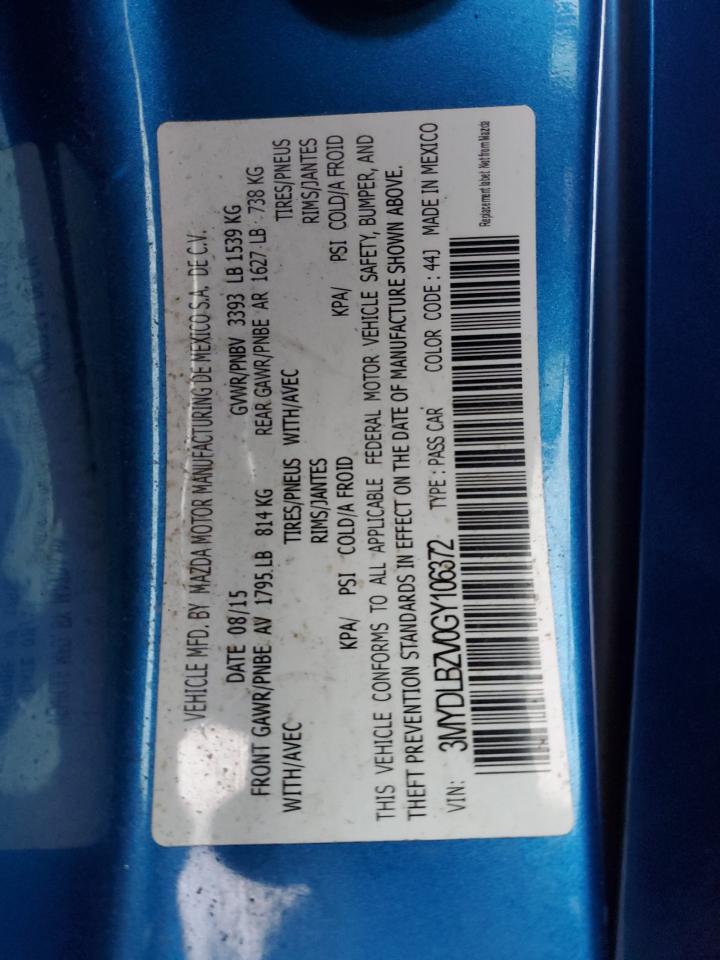 VEHICLE MFD. BY MAZDA MOTOR MANUFACTURING DE MEXICO S.A. DE C.V.
DATE 08/15 GVWR/PNBV 3393 LB 1539 KG
FRONT GAWR/PNBE AV 1795.LB 814 KG REAR GAWR/PNBE AR 1627 LB 738 KG
WITH/AVEC TIRES/PNEUS WITH/AVEC TIRES/PNEUS
RIMS/JANTES RIMS/JANTES
KPA/ PSI COLD/A FROID KPA/ PSI COLD/A FROID
THIS VEHICLE CONFORMS TO ALL APPLICABLE FEDERAL MOTOR VEHICLE SAFETY, BUMPER, AND
THEFT PREVENTION STANDARDS IN EFFECT ON THE DATE OF MANUFACTURE SHOWN ABOVE.
VIN: 3MYDLBZV0GY106372 TYPE : PASS CAR COLOR CODE : 44J MADE IN MEXICO
Replacement label Not from Mazda